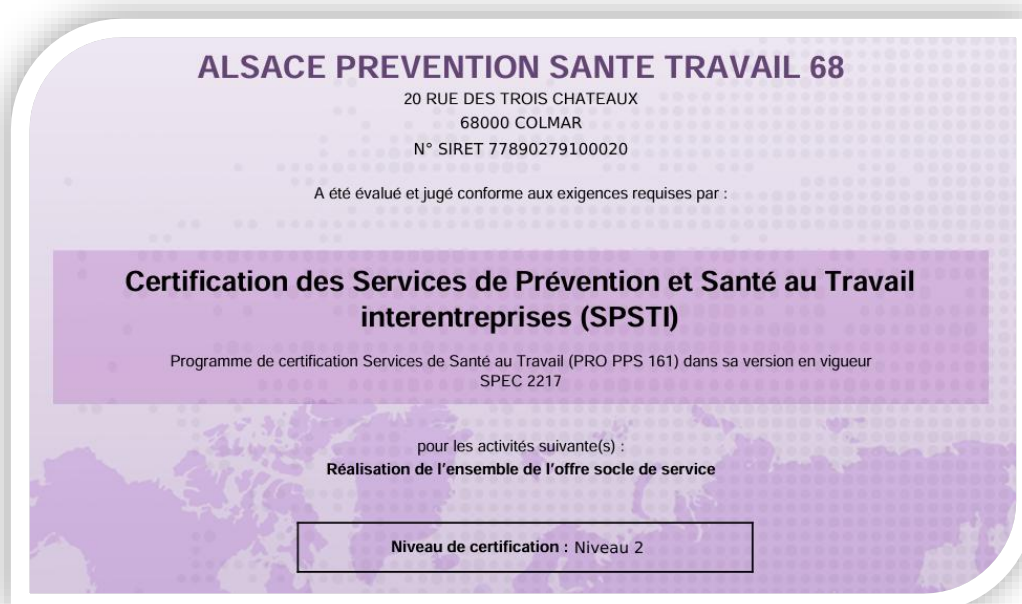 ALSACE PREVENTION SANTE TRAVAIL 68
20 RUE DES TROIS CHATEAUX
68000 COLMAR
N° SIRET 77890279100020
A été évalué et jugé conforme aux exigences requises par :
Certification des Services de Prévention et Santé au Travail
interentreprises (SPSTI)
Programme de certification Services de Santé au Travail (PRO PPS 161) dans sa version en vigueur
SPEC 2217
pour les activités suivante(s) :
Réalisation de l'ensemble de l'offre socle de service
Niveau de certification : Niveau 2